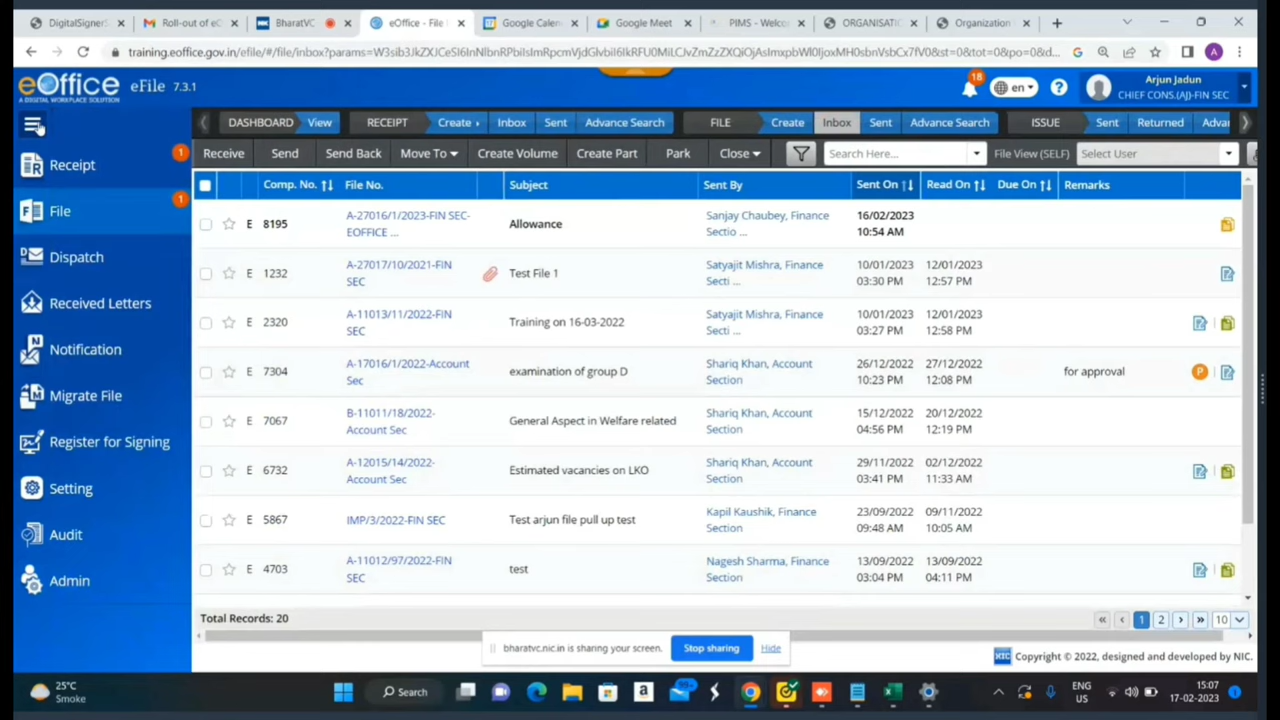 DigitalSignerS
Roll-out of eC
BharatVC
eOffice - File I
Google Calen
Google Meet
PIMS - Welco
ORGANISATIC
Organization
training.eoffice.gov.in/efile/#/file/inbox?params=
A
eOffice
A DIGITAL WORKPLACE SOLUTION
eFile 7.3.1
18
en
?
Arjun Jadun
CHIEF CONS.(AJ)-FIN SEC
DASHBOARD View RECEIPT Create Inbox Sent Advance Search FILE Create Inbox Sent Advance Search ISSUE Sent Returned Advan
Receive Send Send Back Move To Create Volume Create Part Park Close Search Here... File View (SELF) Select User
Receipt 1
File 1
Dispatch
Received Letters
Notification
Migrate File
Register for Signing
Setting
Audit
Admin
Comp. No. File No. Subject Sent By Sent On Read On Due On Remarks
E 8195 A-27016/1/2023-FIN SEC- Allowance Sanjay Chaubey, Finance 16/02/2023
EOFFICE ... Sectio ... 10:54 AM
E 1232 A-27017/10/2021-FIN Test File 1 Satyajit Mishra, Finance 10/01/2023 12/01/2023
SEC Secti ... 03:30 PM 12:57 PM
E 2320 A-11013/11/2022-FIN Training on 16-03-2022 Satyajit Mishra, Finance 10/01/2023 12/01/2023
SEC Secti ... 03:27 PM 12:58 PM
E 7304 A-17016/1/2022-Account examination of group D Shariq Khan, Account 26/12/2022 27/12/2022 for approval P
Sec Section 10:23 PM 12:08 PM
E 7067 B-11011/18/2022- General Aspect in Welfare related Shariq Khan, Account 15/12/2022 20/12/2022
Account Sec Section 04:56 PM 12:19 PM
E 6732 A-12015/14/2022- Estimated vacancies on LKO Shariq Khan, Account 29/11/2022 02/12/2022
Account Sec Section 03:41 PM 11:33 AM
E 5867 IMP/3/2022-FIN SEC Test arjun file pull up test Kapil Kaushik, Finance 23/09/2022 09/11/2022
Section 09:48 AM 10:05 AM
E 4703 A-11012/97/2022-FIN test Nagesh Sharma, Finance 13/09/2022 13/09/2022
SEC Section 03:04 PM 04:11 PM
Total Records: 20
« ‹ 1 2 › » 10
bharatvc.nic.in is sharing your screen. Stop sharing Hide
NIC Copyright © 2022, designed and developed by NIC.
25°C
Smoke
Search
ENG
US
15:07
17-02-2023